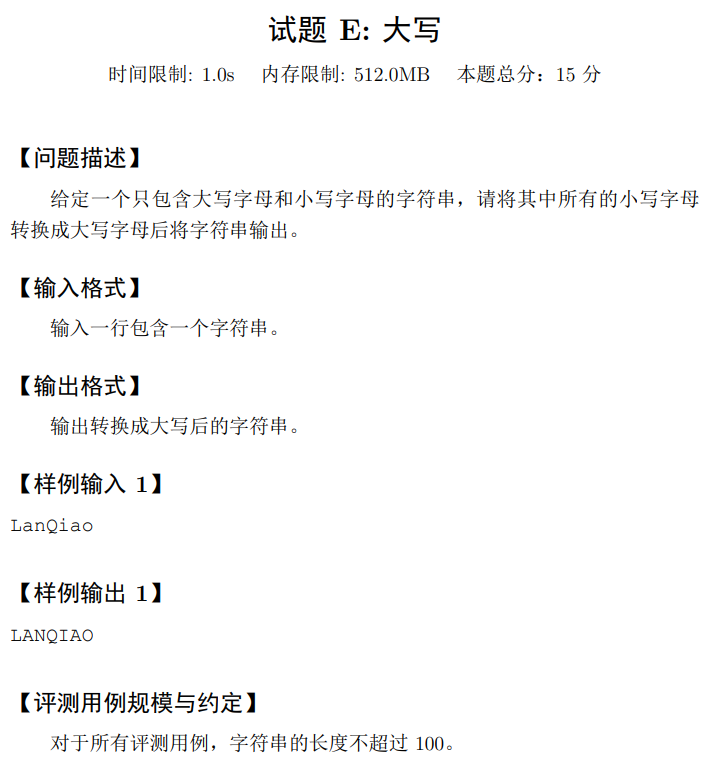 试题 E: 大写
时间限制: 1.0s 内存限制: 512.0MB 本题总分：15 分
【问题描述】
给定一个只包含大写字母和小写字母的字符串，请将其中所有的小写字母
转换成大写字母后将字符串输出。
【输入格式】
输入一行包含一个字符串。
【输出格式】
输出转换成大写后的字符串。
【样例输入 1】
LanQiao
【样例输出 1】
LANQIAO
【评测用例规模与约定】
对于所有评测用例，字符串的长度不超过 100。